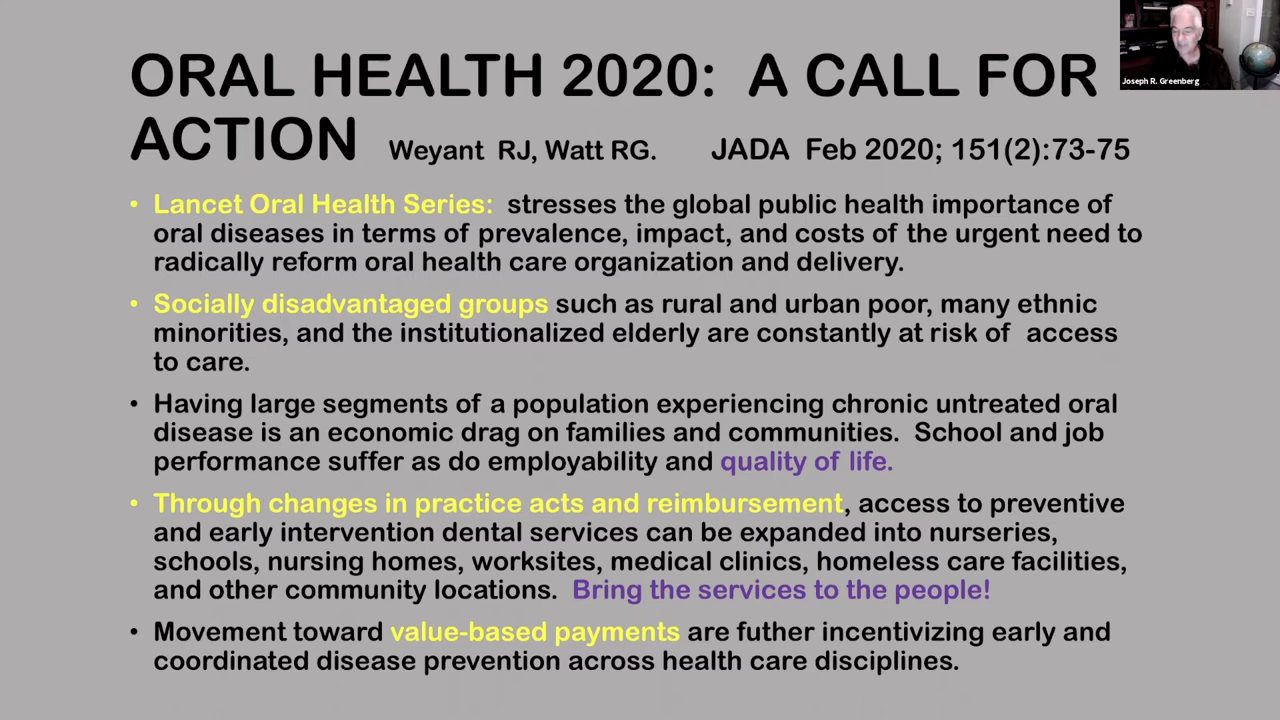 ORAL HEALTH 2020: A CALL FOR
ACTION Weyant RJ, Watt RG. JADA Feb 2020; 151(2):73-75
Joseph R. Greenberg
• Lancet Oral Health Series: stresses the global public health importance of
oral diseases in terms of prevalence, impact, and costs of the urgent need to
radically reform oral health care organization and delivery.
• Socially disadvantaged groups such as rural and urban poor, many ethnic
minorities, and the institutionalized elderly are constantly at risk of access
to care.
• Having large segments of a population experiencing chronic untreated oral
disease is an economic drag on families and communities. School and job
performance suffer as do employability and quality of life.
• Through changes in practice acts and reimbursement, access to preventive
and early intervention dental services can be expanded into nurseries,
schools, nursing homes, worksites, medical clinics, homeless care facilities,
and other community locations. Bring the services to the people!
• Movement toward value-based payments are futher incentivizing early and
coordinated disease prevention across health care disciplines.